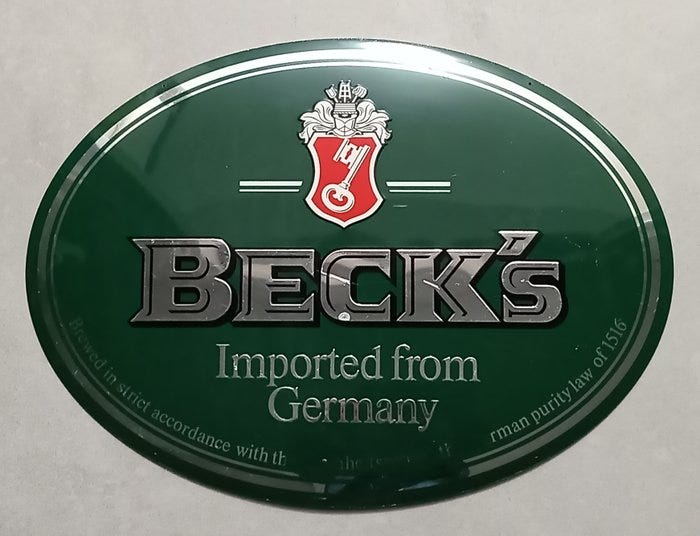 BECK's
Imported from
Germany
Brewed in strict accordance with th rman purity law of 1516